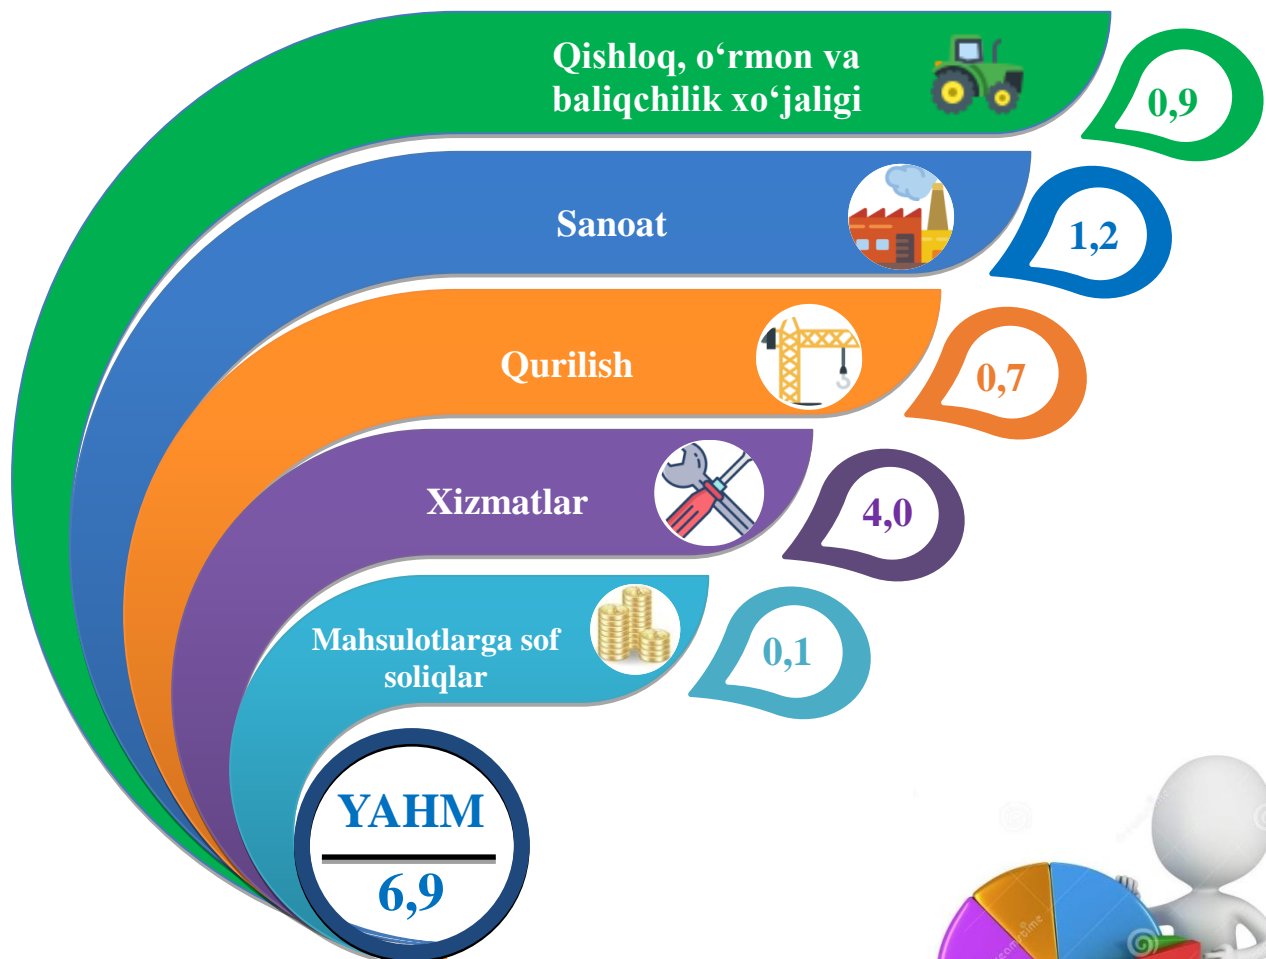 Qishloq, o‘rmon va
baliqchilik xo‘jaligi
0,9
Sanoat
1,2
Qurilish
0,7
Xizmatlar
4,0
Mahsulotlarga sof
soliqlar
0,1
YAHM
6,9